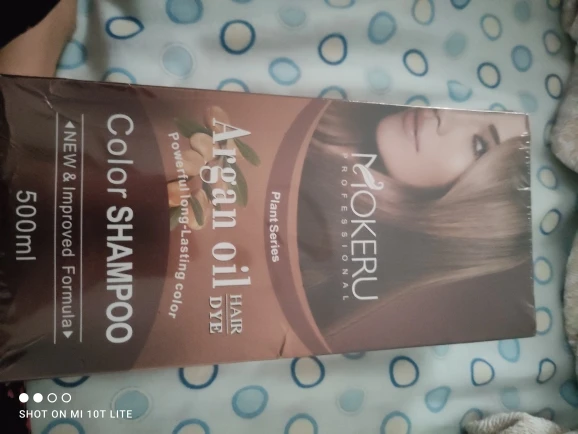 MOKERU
PROFESSIONAL
Plant Series
Argan oil HAIR DYE
Powerful long-Lasting color
Color SHAMPOO
NEW & Improved Formula
500ml
SHOT ON MI 10T LITE